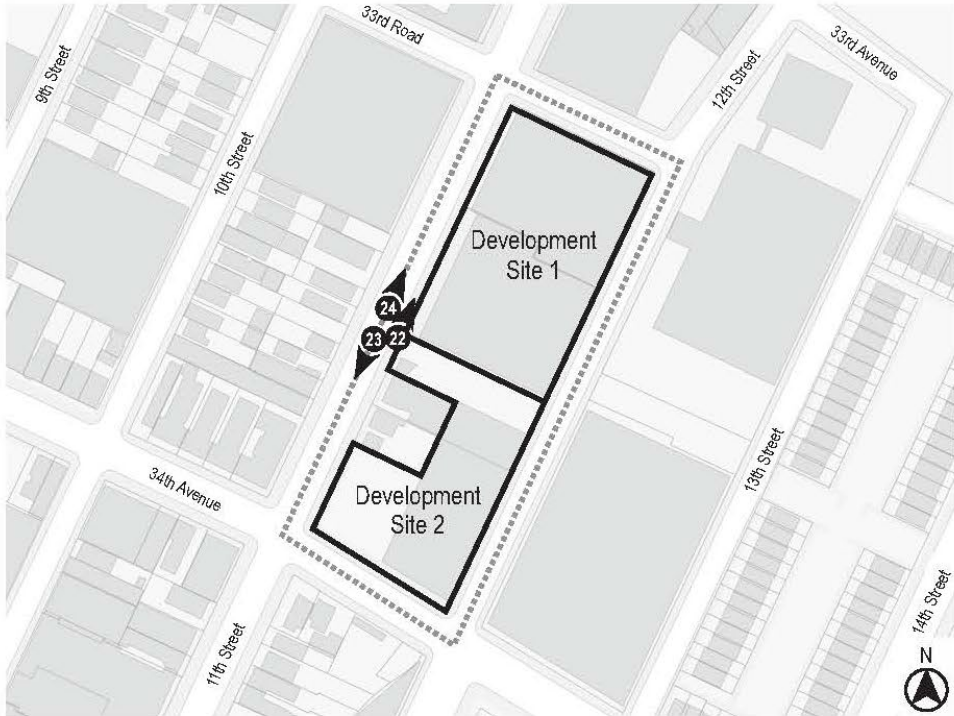 33rd Road
33rd Avenue
12th Street
9th Street
10th Street
Development
Site 1
24
23
22
13th Street
34th Avenue
Development
Site 2
14th Street
11th Street
N